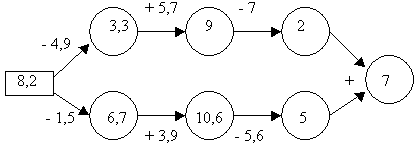 + 5,7 - 7
- 4,9 3,3 9 2
8,2 + 7
- 1,5 6,7 10,6 5
+ 3,9 - 5,6